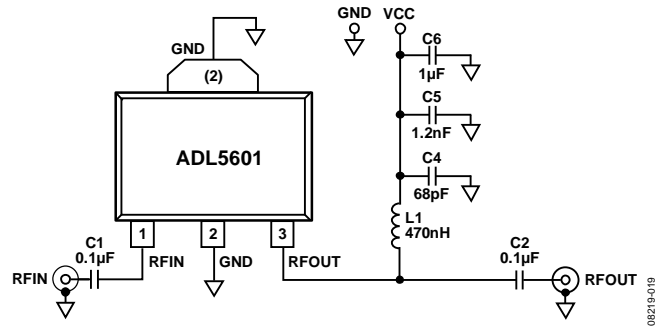 GND
VCC
GND
C6
1µF
(2)
C5
1.2nF
ADL5601
C4
68pF
L1
470nH
1
2
3
C1
0.1µF
RFIN
GND
RFOUT
C2
0.1µF
RFIN
RFOUT
08219-019